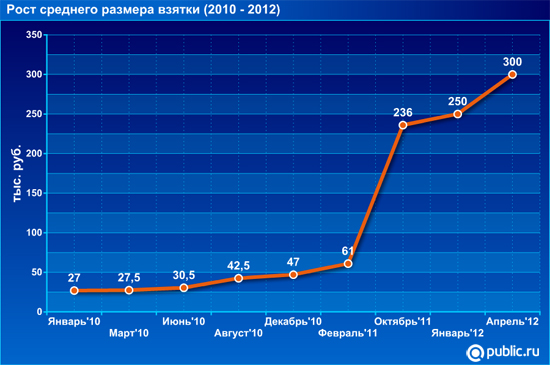 Рост среднего размера взятки (2010 - 2012)
тыс. руб.
350
300
250
200
150
100
50
0
27
27,5
30,5
42,5
47
61
236
250
300
Январь'10
Март'10
Июнь'10
Август'10
Декабрь'10
Февраль'11
Октябрь'11
Январь'12
Апрель'12
@public.ru